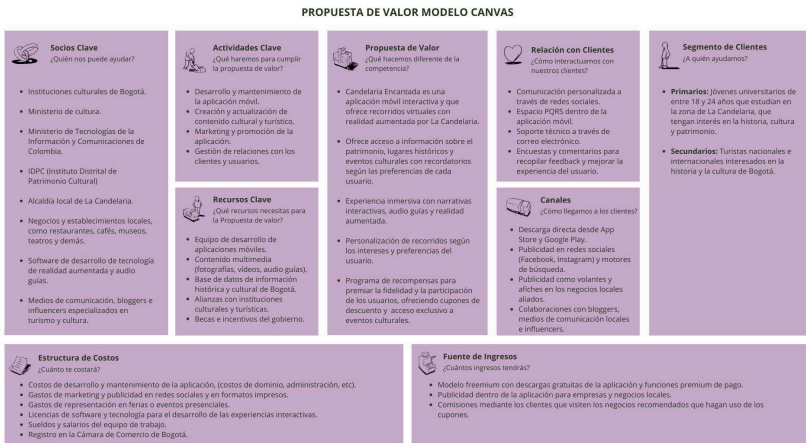 PROPUESTA DE VALOR MODELO CANVAS
Socios Clave
¿Quién nos puede ayudar?
• Instituciones culturales de Bogotá.
• Ministerio de cultura.
• Ministerio de Tecnologías de la
Información y Comunicaciones de
Colombia.
• IDPC (Instituto Distrital de
Patrimonio Cultural)
• Alcaldía local de La Candelaria.
• Negocios y establecimientos locales,
como restaurantes, cafés, museos,
teatros y demás.
• Software de desarrollo de tecnología
de realidad aumentada y audio
guías.
• Medios de comunicación, bloggers e
influencers especializados en
turismo y cultura.
Actividades Clave
¿Qué haremos para cumplir
la propuesta de valor?
• Desarrollo y mantenimiento de
la aplicación móvil.
• Creación y actualización de
contenido cultural y turístico.
• Marketing y promoción de la
aplicación.
• Gestión de relaciones con los
clientes y usuarios.
Recursos Clave
¿Qué recursos necesitas para
la Propuesta de valor?
• Equipo de desarrollo de
aplicaciones móviles.
• Contenido multimedia
(fotografías, videos, audio guías).
• Base de datos de información
histórica y cultural de Bogotá.
• Alianzas con instituciones
culturales y turísticas.
• Becas e incentivos del gobierno.
Propuesta de Valor
¿Qué hacemos diferente de la
competencia?
• Candelaria Encantada es una
aplicación móvil interactiva y que
ofrece recorridos virtuales con
realidad aumentada por La Candelaria.
• Ofrece acceso a información sobre el
patrimonio, lugares históricos y
eventos culturales con recordatorios
según las preferencias de cada
usuario.
• Experiencia inmersiva con narrativas
interactivas, audio guías y realidad
aumentada.
• Personalización de recorridos según
los intereses y preferencias del
usuario.
• Programa de recompensas para
premiar la fidelidad y la participación
de los usuarios, ofreciendo cupones de
descuento y acceso exclusivo a
eventos culturales.
Relación con Clientes
¿Cómo interactuamos con
nuestros clientes?
• Comunicación personalizada a
través de redes sociales.
• Espacio PQRS dentro de la
aplicación móvil.
• Soporte técnico a través de
correo electrónico.
• Encuestas y comentarios para
recopilar feedback y mejorar la
experiencia del usuario.
Canales
¿Cómo llegamos a los clientes?
• Descarga directa desde App
Store y Google Play.
• Publicidad en redes sociales
(Facebook, Instagram) y motores
de búsqueda.
• Publicidad como volantes y
afiches en los negocios locales
aliados.
• Colaboraciones con bloggers,
medios de comunicación locales
e influencers.
Segmento de Clientes
¿A quién ayudamos?
• Primarios: Jóvenes universitarios de
entre 18 y 24 años que estudian en
la zona de La Candelaria, que
tengan interés en la historia, cultura
y patrimonio.
• Secundarios: Turistas nacionales e
internacionales interesados en la
historia y la cultura de Bogotá.
Estructura de Costos
¿Cuánto te costará?
• Costos de desarrollo y mantenimiento de la aplicación, (costos de dominio, administración, etc).
• Gastos de marketing y publicidad en redes sociales y en formatos impresos.
• Gastos de representación en ferias o eventos presenciales.
• Licencias de software y tecnología para el desarrollo de las experiencias interactivas.
• Sueldos y salarios del equipo de trabajo.
• Registro en la Cámara de Comercio de Bogotá.
Fuente de Ingresos
¿Cuántos ingresos tendrás?
• Modelo freemium con descargas gratuitas de la aplicación y funciones premium de pago.
• Publicidad dentro de la aplicación para empresas y negocios locales.
• Comisiones mediante los clientes que visiten los negocios recomendados que hagan uso de los
cupones.